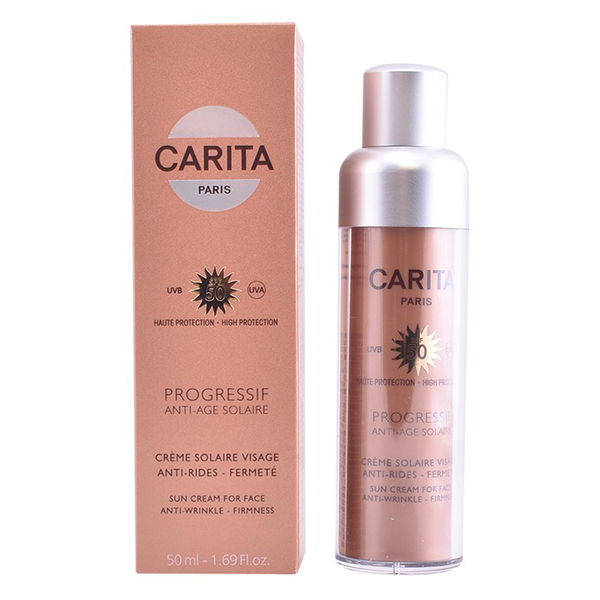 CARITA
PARIS
UVB SPF 50 UVA
HAUTE PROTECTION • HIGH PROTECTION
PROGRESSIF
ANTI-AGE SOLAIRE
CRÈME SOLAIRE VISAGE
ANTI-RIDES - FERMETÉ
SUN CREAM FOR FACE
ANTI-WRINKLE - FIRMNESS
50 ml - 1.69 Fl.oz.
CARITA
PARIS
UVB 50
HAUTE PROTECTION • HIGH
PROGRESSIF
ANTI-AGE SOLAIRE
CRÈME SOLAIRE VISAGE
ANTI-RIDES - FERMETÉ
SUN CREAM FOR FACE
ANTI-WRINKLE - FIRMNESS